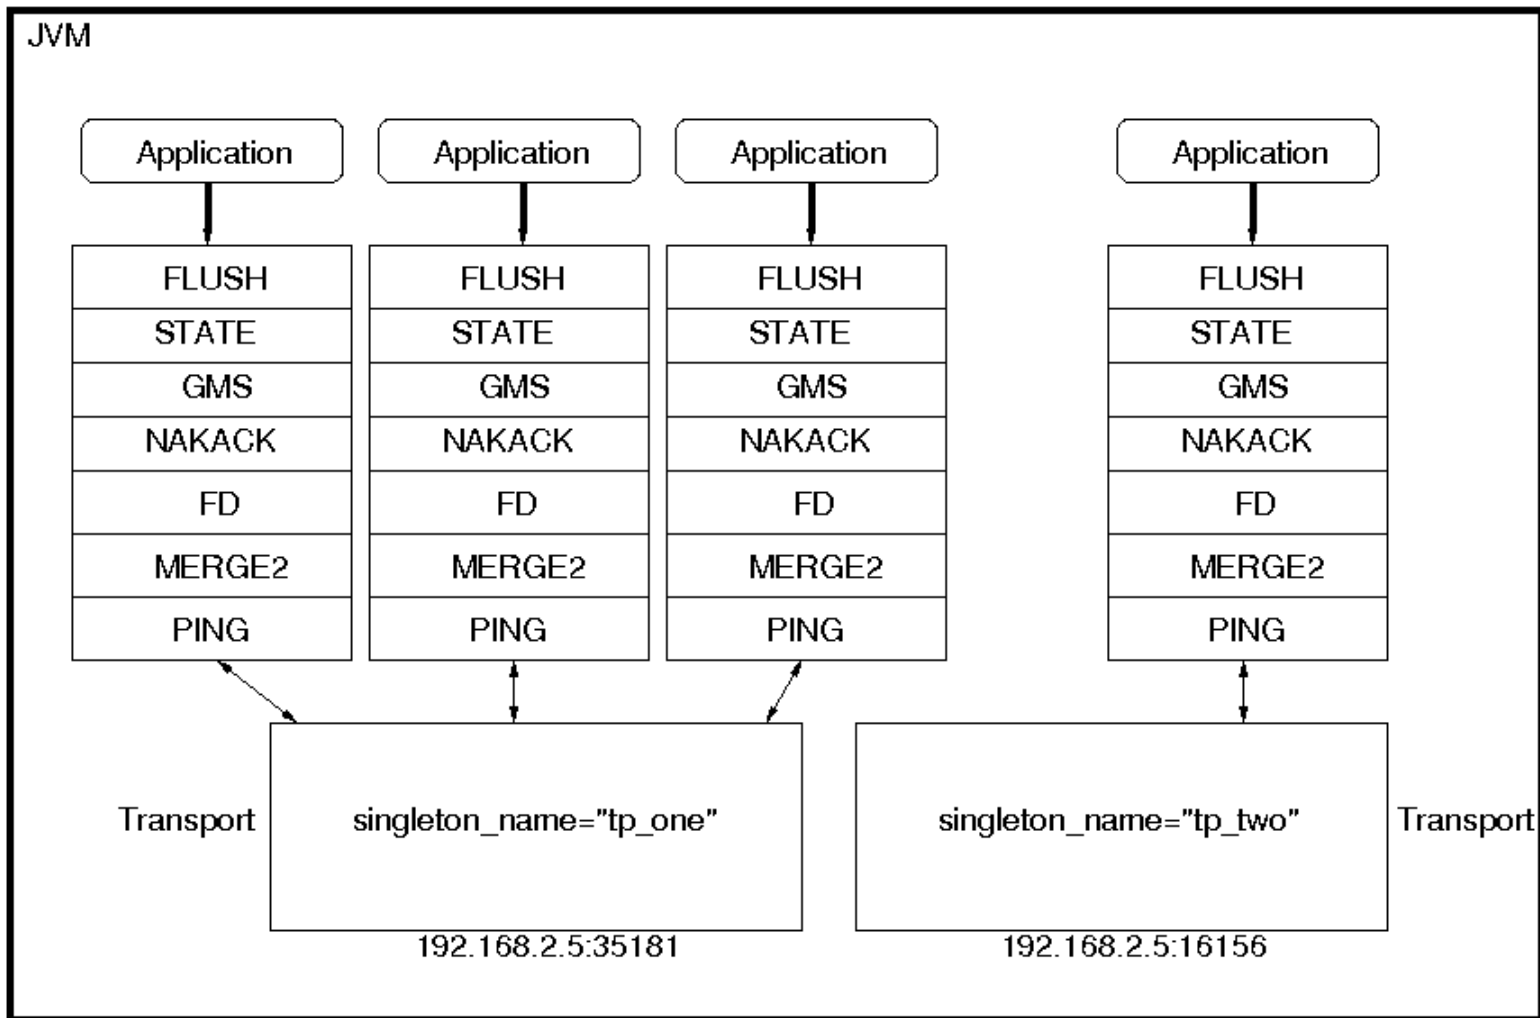 JVM
Application Application Application Application
FLUSH FLUSH FLUSH FLUSH
STATE STATE STATE STATE
GMS GMS GMS GMS
NAKACK NAKACK NAKACK NAKACK
FD FD FD FD
MERGE2 MERGE2 MERGE2 MERGE2
PING PING PING PING
Transport singleton_name="tp_one" singleton_name="tp_two" Transport
192.168.2.5:35181 192.168.2.5:16156